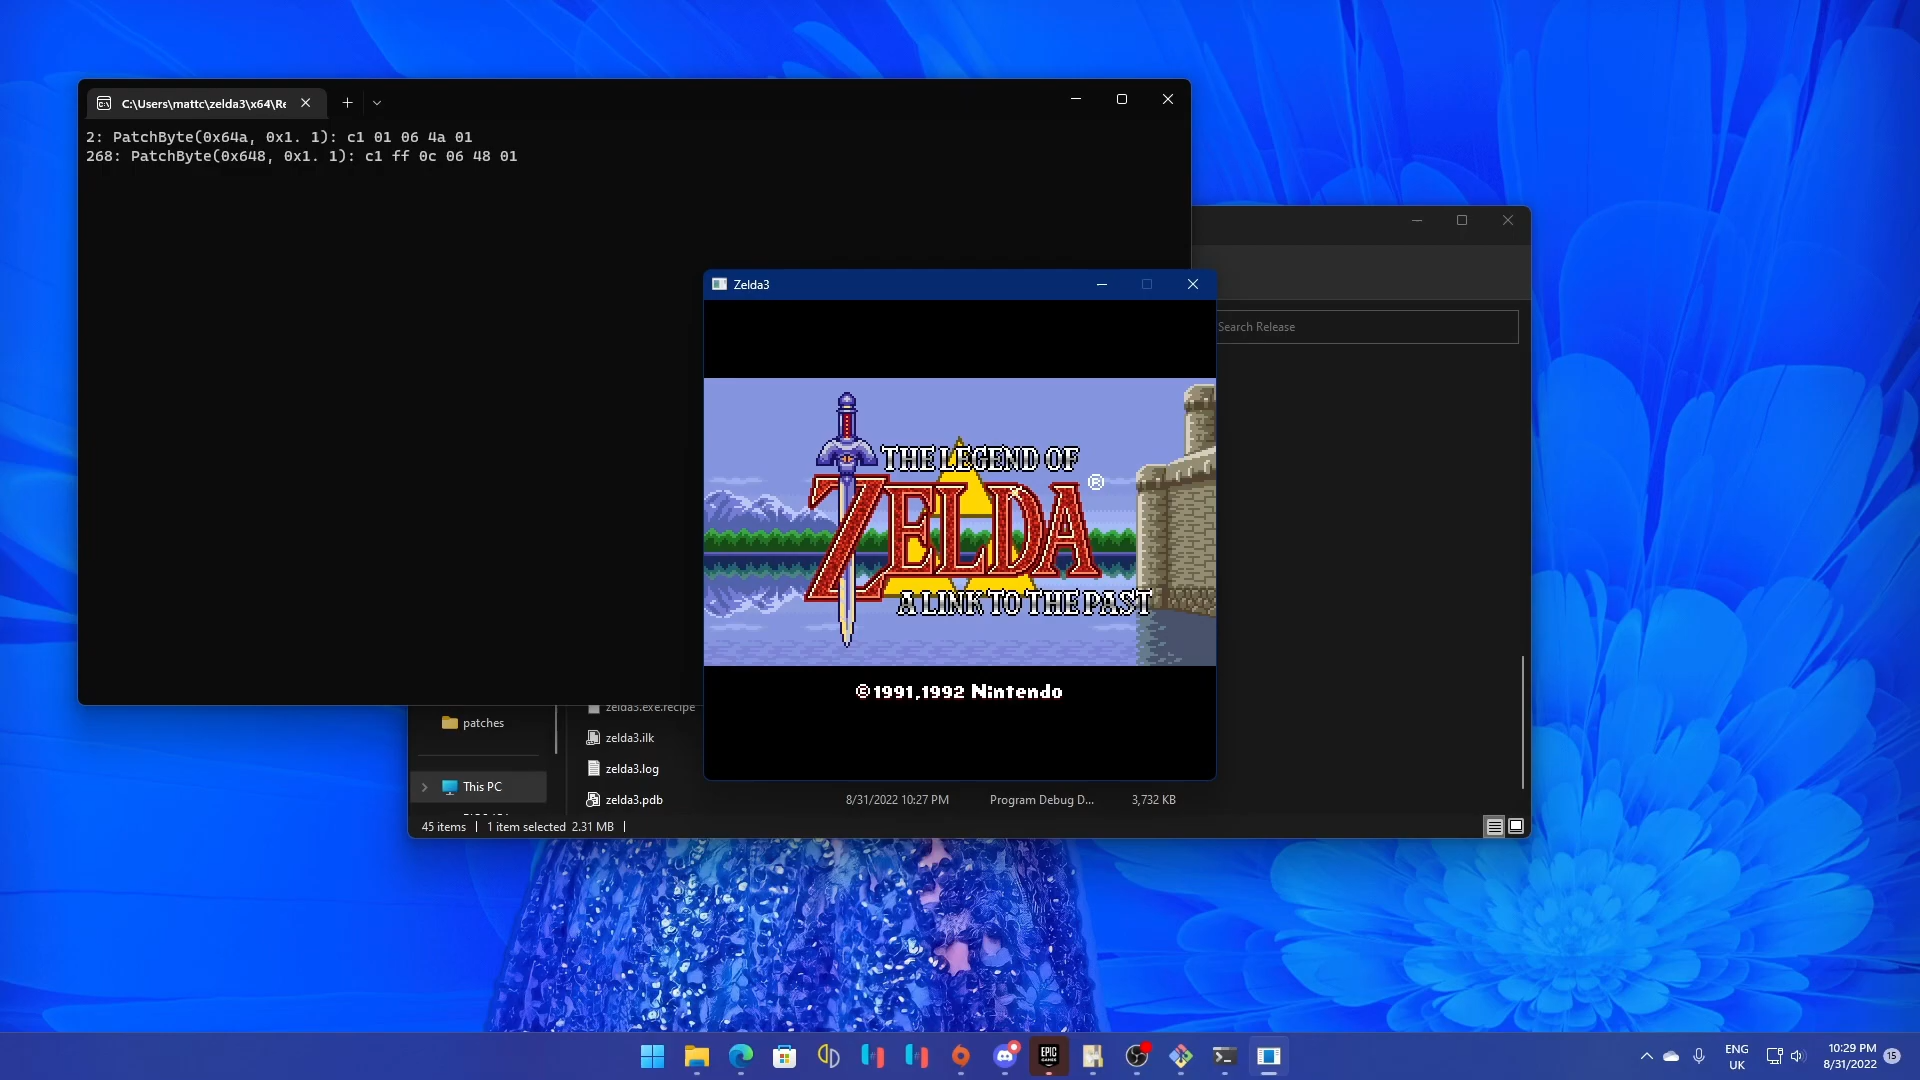 C:\Users\mattc\zelda3\x64\Re
2: PatchByte(0x64a, 0x1. 1): c1 01 06 4a 01
268: PatchByte(0x648, 0x1. 1): c1 ff 0c 06 48 01
Zelda3
Search Release
THE LEGEND OF
ZELDA®
A LINK TO THE PAST
©1991,1992 Nintendo
zelda3.exe.recipe
patches
zelda3.ilk
zelda3.log
This PC
zelda3.pdb 8/31/2022 10:27 PM Program Debug D... 3,732 KB
45 items 1 item selected 2.31 MB
EPIC
GAMES
ENG
UK
10:29 PM
8/31/2022
15